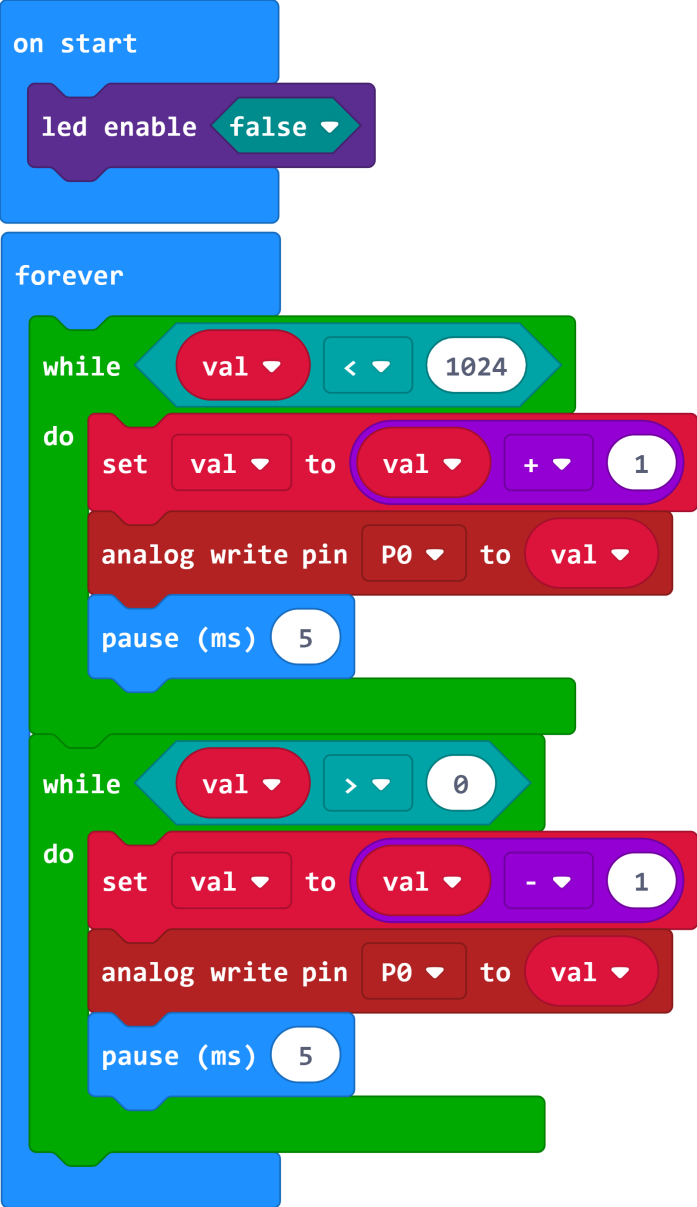 on start
led enable false
forever
while val < 1024
do
set val to val + 1
analog write pin P0 to val
pause (ms) 5
while val > 0
do
set val to val - 1
analog write pin P0 to val
pause (ms) 5